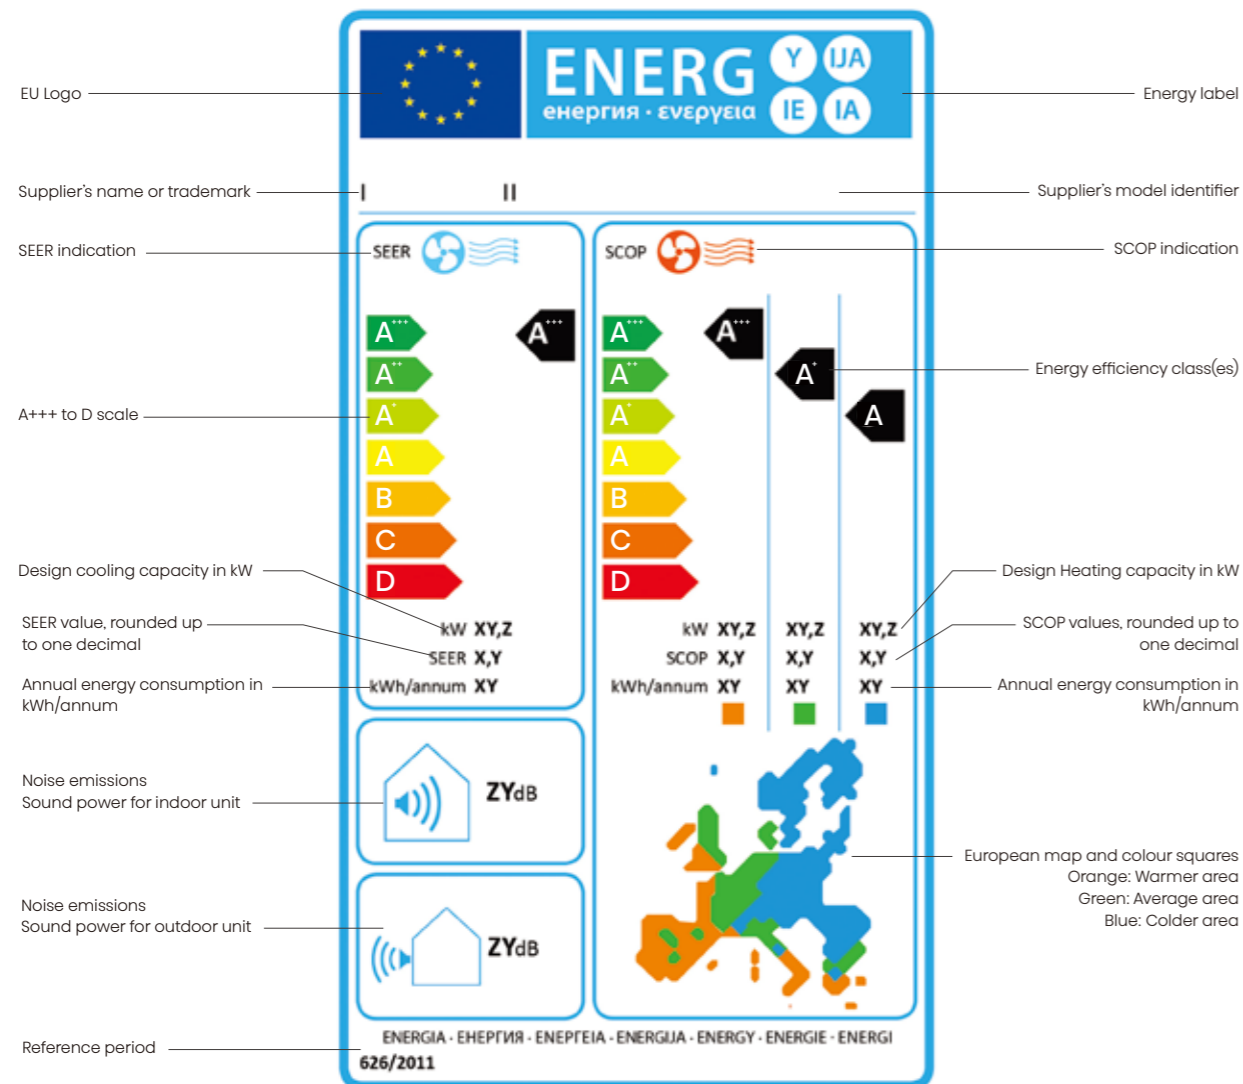 EU Logo
ENERG
енергия · ενεργεια
Y
IJA
IE
IA
Energy label
Supplier's name or trademark
I
II
Supplier's model identifier
SEER indication
SEER
SCOP
SCOP indication
A+++
A++
A+
A
B
C
D
A+++
A+++
A++
A+
A
B
C
D
A+++
A+
A
Energy efficiency class(es)
A+++ to D scale
Design cooling capacity in kW
SEER value, rounded up
to one decimal
Annual energy consumption in
kWh/annum
kW XY,Z
SEER X,Y
kWh/annum XY
kW XY,Z XY,Z XY,Z
SCOP X,Y X,Y X,Y
kWh/annum XY XY XY
Design Heating capacity in kW
SCOP values, rounded up to
one decimal
Annual energy consumption in
kWh/annum
Noise emissions
Sound power for indoor unit
ZYdB
Noise emissions
Sound power for outdoor unit
ZYdB
European map and colour squares
Orange: Warmer area
Green: Average area
Blue: Colder area
ENERGIA · ЕНЕРГИЯ · ΕΝΕΡΓΕΙΑ · ENERGIJA · ENERGY · ENERGIE · ENERGI
Reference period
626/2011